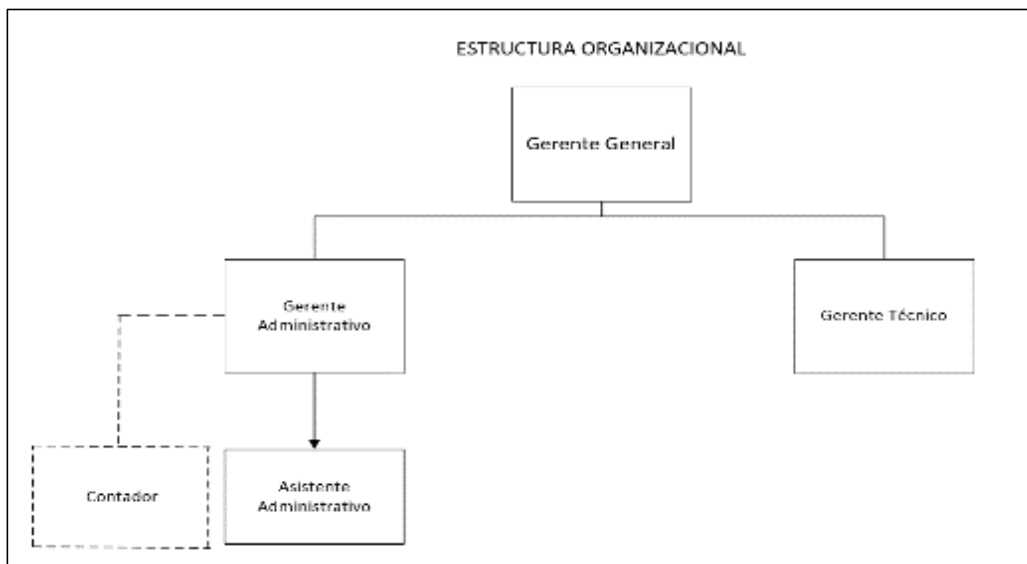 ESTRUCTURA ORGANIZACIONAL
Gerente General
Gerente
Administrativo
Gerente Técnico
Contador
Asistente
Administrativo